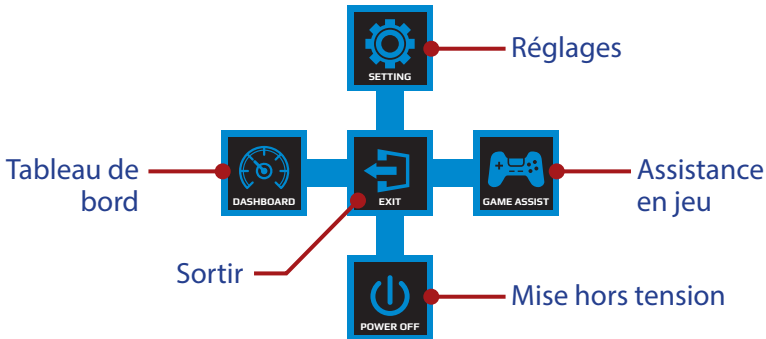 SETTING
Réglages
Tableau de
bord
DASHBOARD
EXIT
GAME ASSIST
Assistance
en jeu
Sortir
POWER OFF
Mise hors tension